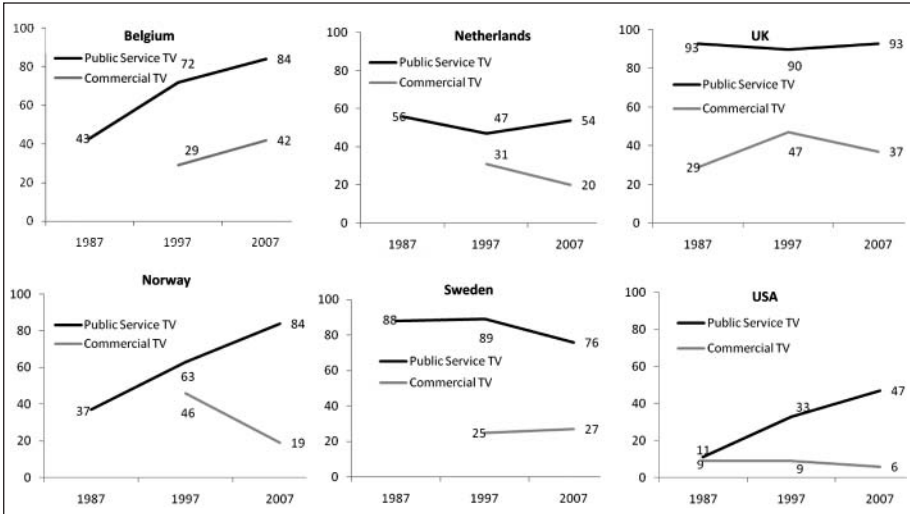 Belgium
100
80
60
40
20
0
Public Service TV
Commercial TV
43
72
84
29
42
1987 1997 2007
Netherlands
100
80
60
40
20
0
Public Service TV
Commercial TV
56
47
54
31
20
1987 1997 2007
UK
100
80
60
40
20
0
93
90
93
Public Service TV
Commercial TV
29
47
37
1987 1997 2007
Norway
100
80
60
40
20
0
Public Service TV
Commercial TV
37
63
84
46
19
1987 1997 2007
Sweden
100
80
60
40
20
0
88
89
76
Public Service TV
Commercial TV
25
27
1987 1997 2007
USA
100
80
60
40
20
0
Public Service TV
Commercial TV
11
33
47
9
9
6
1987 1997 2007